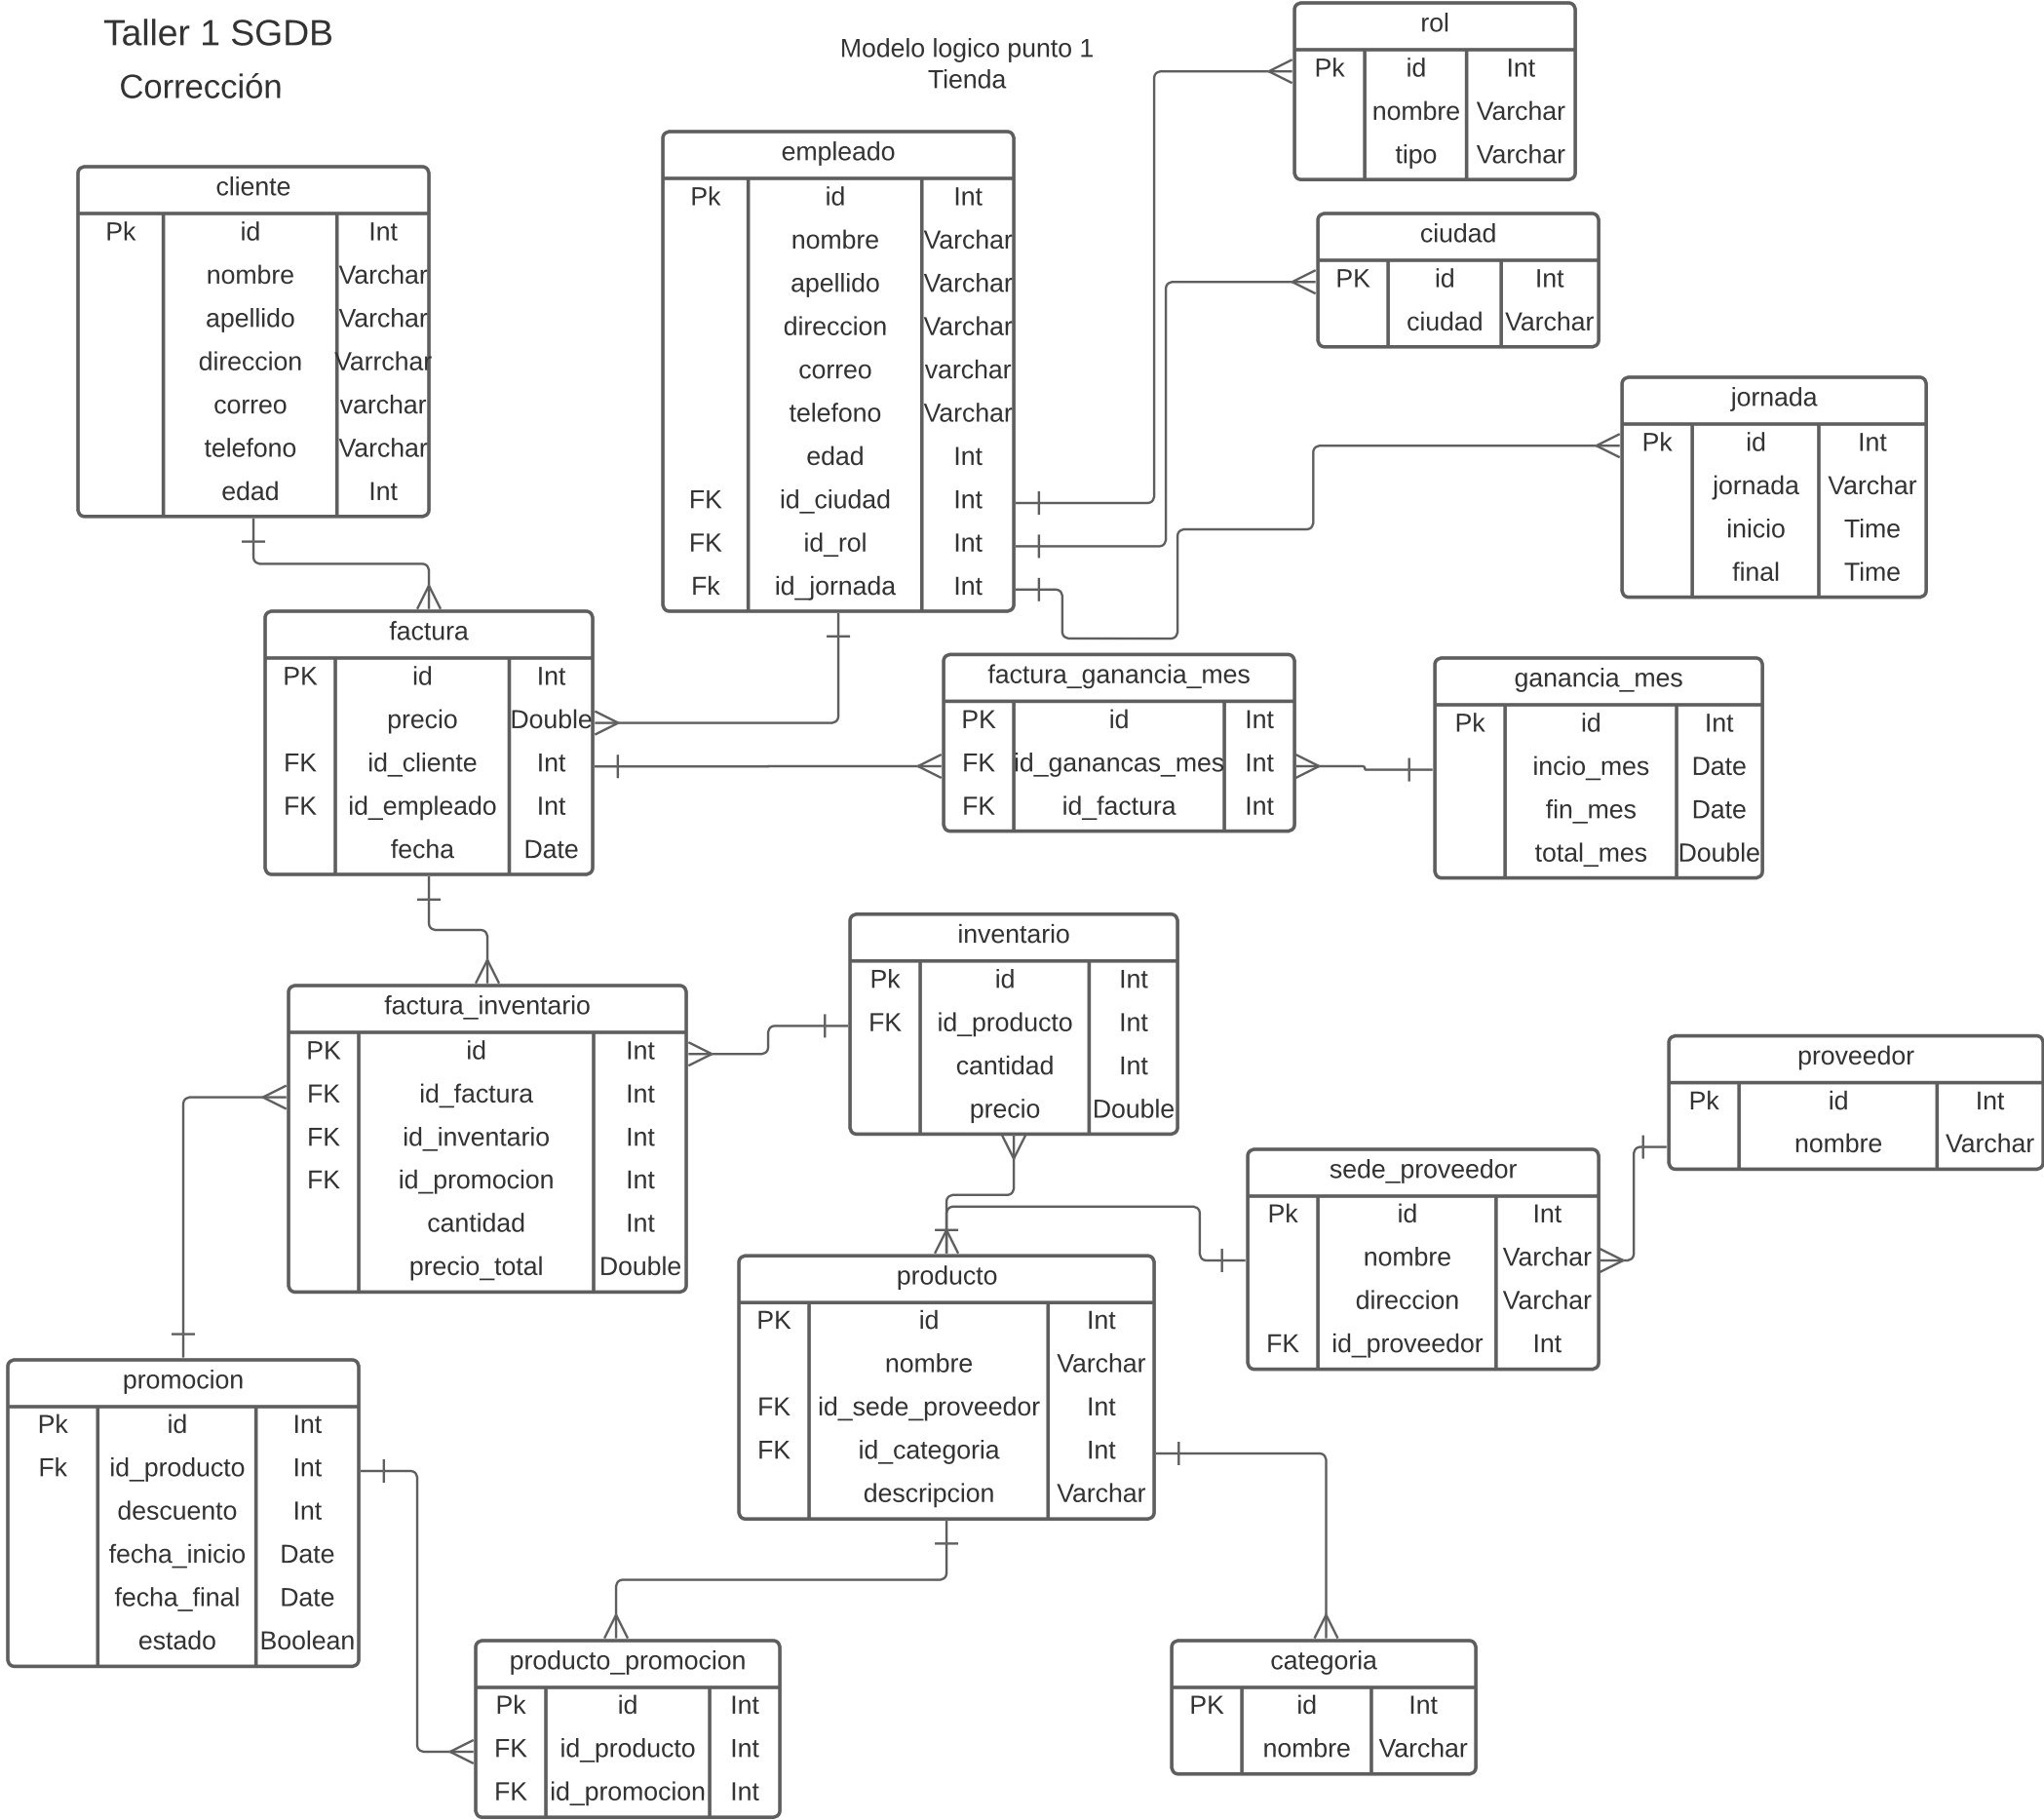 Taller 1 SGDB
Corrección
Modelo logico punto 1
Tienda
rol
Pk id Int
nombre Varchar
tipo Varchar
empleado
Pk id Int
nombre Varchar
apellido Varchar
direccion Varchar
correo varchar
telefono Varchar
edad Int
FK id_ciudad Int
FK id_rol Int
Fk id_jornada Int
cliente
Pk id Int
nombre Varchar
apellido Varchar
direccion Varrchar
correo varchar
telefono Varchar
edad Int
ciudad
PK id Int
ciudad Varchar
jornada
Pk id Int
jornada Varchar
inicio Time
final Time
factura
PK id Int
precio Double
FK id_cliente Int
FK id_empleado Int
fecha Date
factura_ganancia_mes
PK id Int
FK id_ganancas_mes Int
FK id_factura Int
ganancia_mes
Pk id Int
incio_mes Date
fin_mes Date
total_mes Double
inventario
Pk id Int
FK id_producto Int
cantidad Int
precio Double
factura_inventario
PK id Int
FK id_factura Int
FK id_inventario Int
FK id_promocion Int
cantidad Int
precio_total Double
proveedor
Pk id Int
nombre Varchar
sede_proveedor
Pk id Int
nombre Varchar
direccion Varchar
FK id_proveedor Int
producto
PK id Int
nombre Varchar
FK id_sede_proveedor Int
FK id_categoria Int
descripcion Varchar
promocion
Pk id Int
Fk id_producto Int
descuento Int
fecha_inicio Date
fecha_final Date
estado Boolean
producto_promocion
Pk id Int
FK id_producto Int
FK id_promocion Int
categoria
PK id Int
nombre Varchar